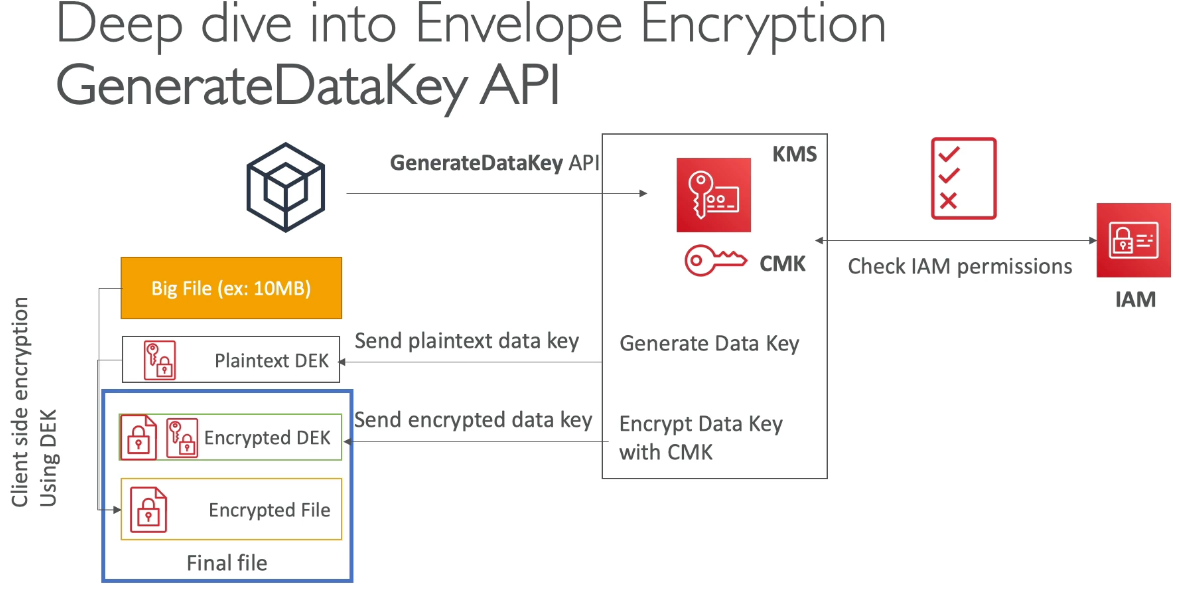 Deep dive into Envelope Encryption
GenerateDataKey API
GenerateDataKey API
KMS
CMK
Check IAM permissions
IAM
Big File (ex: 10MB)
Send plaintext data key
Generate Data Key
Plaintext DEK
Send encrypted data key
Encrypt Data Key
with CMK
Encrypted DEK
Encrypted File
Final file
Client side encryption
Using DEK